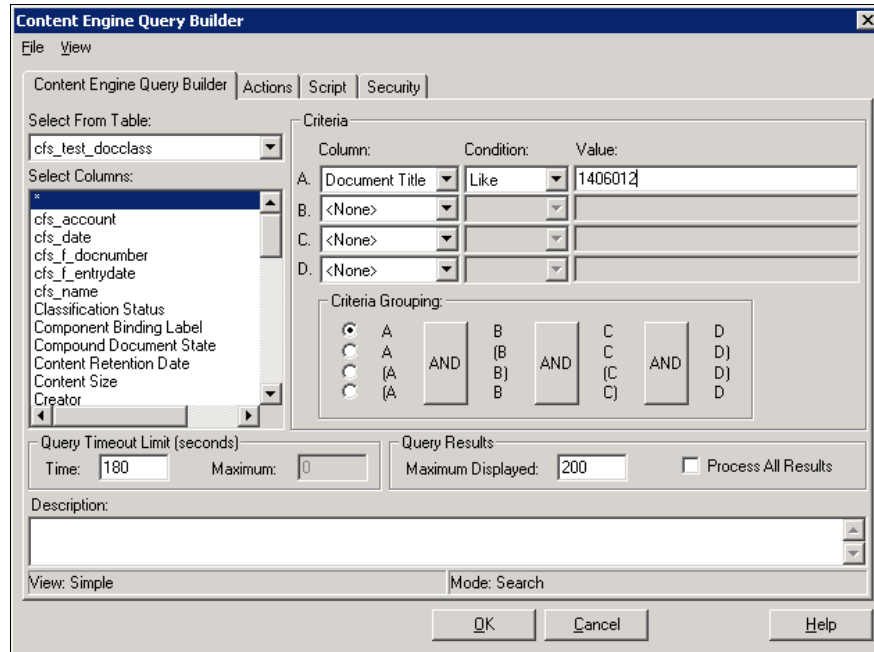 Content Engine Query Builder
File View
Content Engine Query Builder Actions Script Security
Select From Table:
cfs_test_docclass
Select Columns:
*
cfs_account
cfs_date
cfs_f_docnumber
cfs_f_entrydate
cfs_name
Classification Status
Component Binding Label
Compound Document State
Content Retention Date
Content Size
Creator
Criteria
Column: Condition: Value:
A. Document Title Like 1406012
B. <None>
C. <None>
D. <None>
Criteria Grouping:
A AND B AND C AND D
A (B C D)
(A B) (C D)
(A B C) D
Query Timeout Limit (seconds)
Time: 180 Maximum: 0
Query Results
Maximum Displayed: 200 Process All Results
Description:
View: Simple Mode: Search
OK Cancel Help